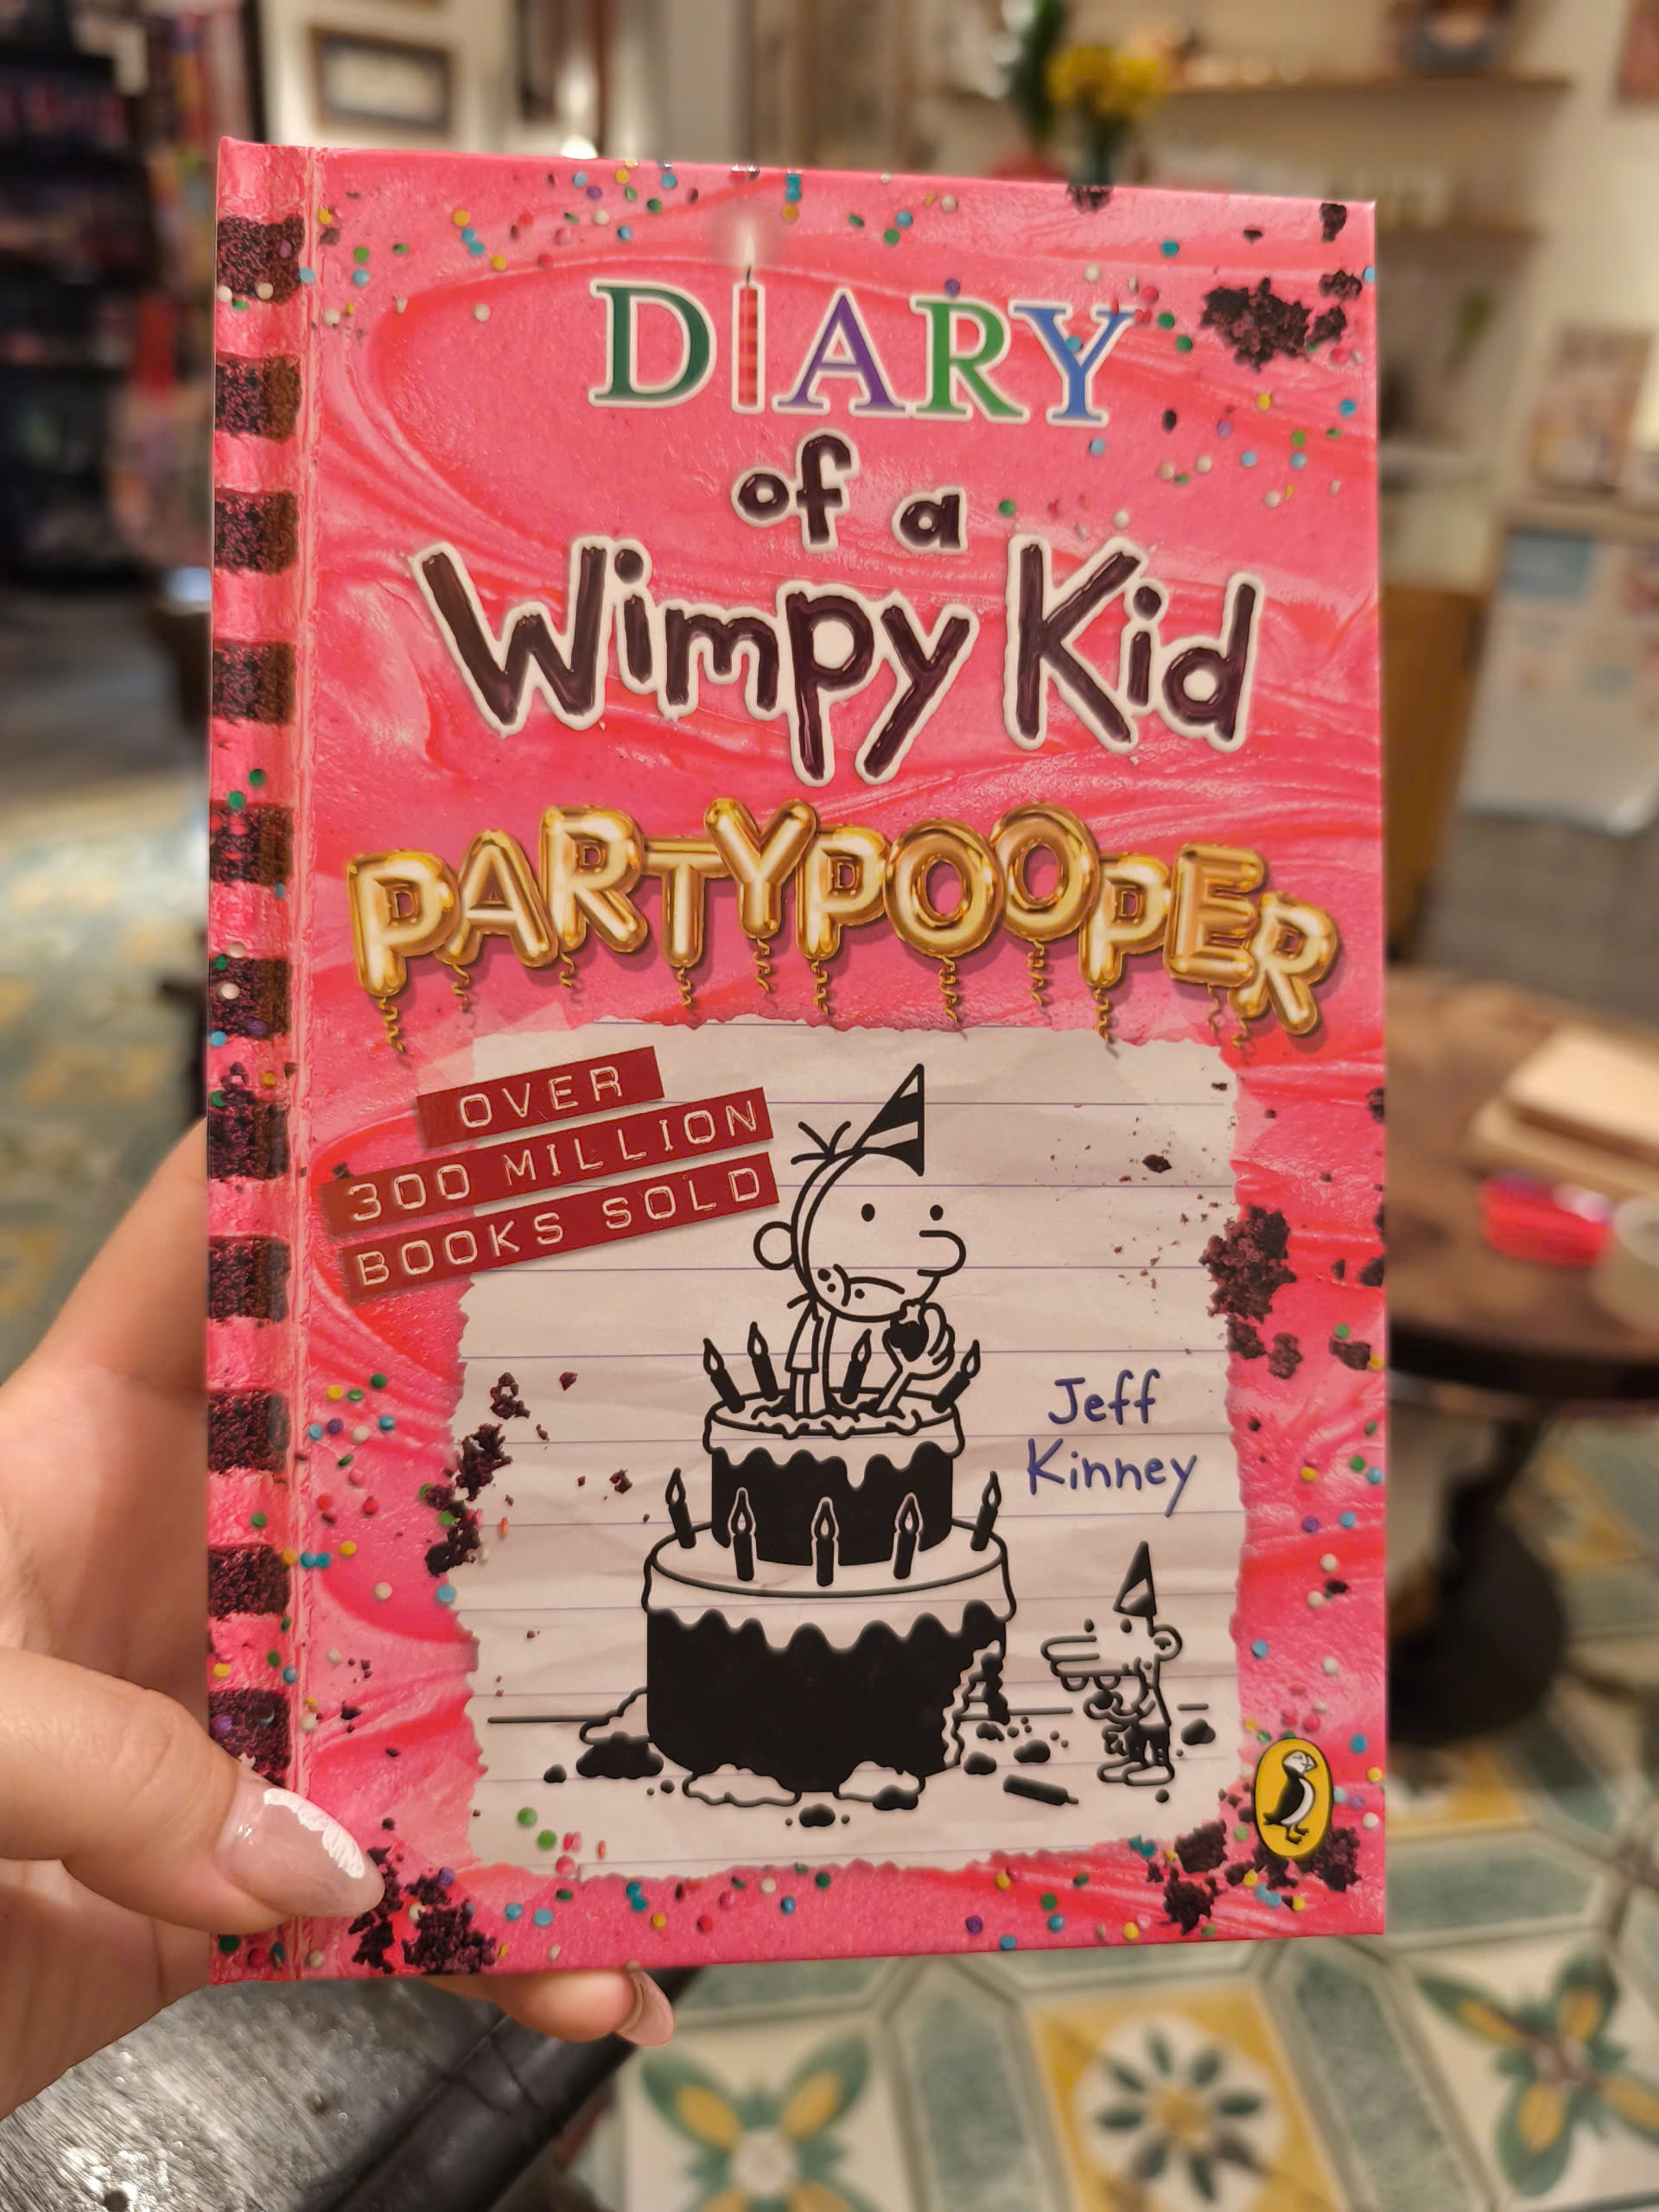 DIARY
of a
Wimpy Kid
PARTYPOOPER
OVER
300 MILLION
BOOKS SOLD
Jeff
Kinney